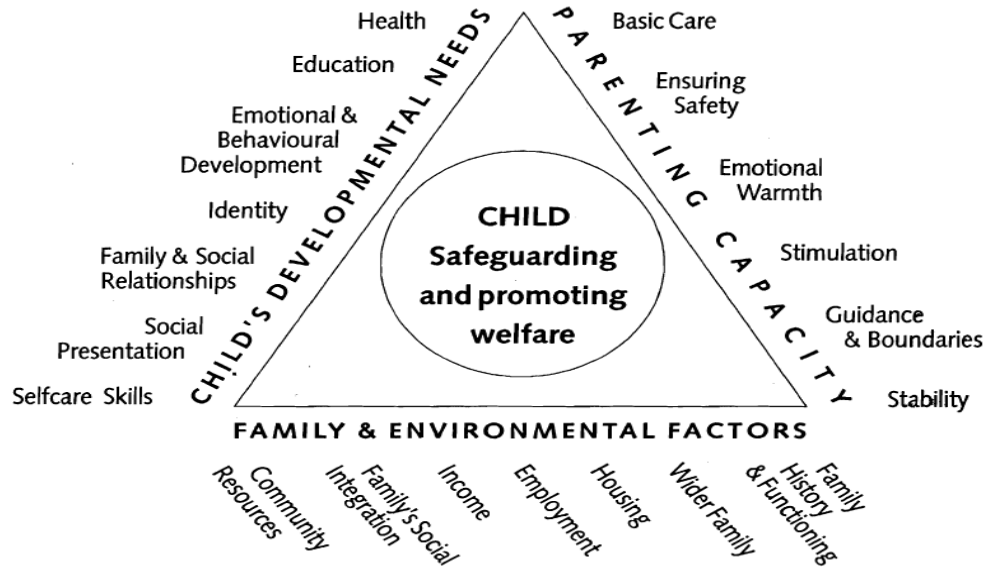 Health
Education
Emotional &
Behavioural
Development
Identity
Family & Social
Relationships
Social
Presentation
Selfcare Skills
CHILD'S DEVELOPMENTAL NEEDS
PARENTING CAPACITY
Basic Care
Ensuring
Safety
Emotional
Warmth
Stimulation
Guidance
& Boundaries
Stability
CHILD
Safeguarding
and promoting
welfare
FAMILY & ENVIRONMENTAL FACTORS
Community
Resources
Family's Social
Integration
Income
Employment
Housing
Wider Family
Family
History
& Functioning